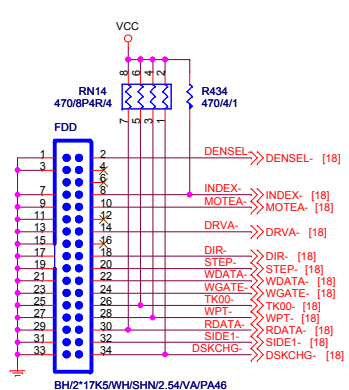 VCC
RN14
470/8P4R/4
8 6 4 2
7 5 3 1
R434
470/4/1
FDD
1 2 DENSEL- DENSEL- [18]
3 4
6
7 8 INDEX- INDEX- [18]
9 10 MOTEA- MOTEA- [18]
11 12
13 14 DRVA- DRVA- [18]
15 16
17 18 DIR- DIR- [18]
19 20 STEP- STEP- [18]
21 22 WDATA- WDATA- [18]
23 24 WGATE- WGATE- [18]
25 26 TK00- TK00- [18]
27 28 WPT- WPT- [18]
29 30 RDATA- RDATA- [18]
31 32 SIDE1- SIDE1- [18]
33 34 DSKCHG- DSKCHG- [18]
BH/2*17K5/WH/SHN/2.54/VA/PA46